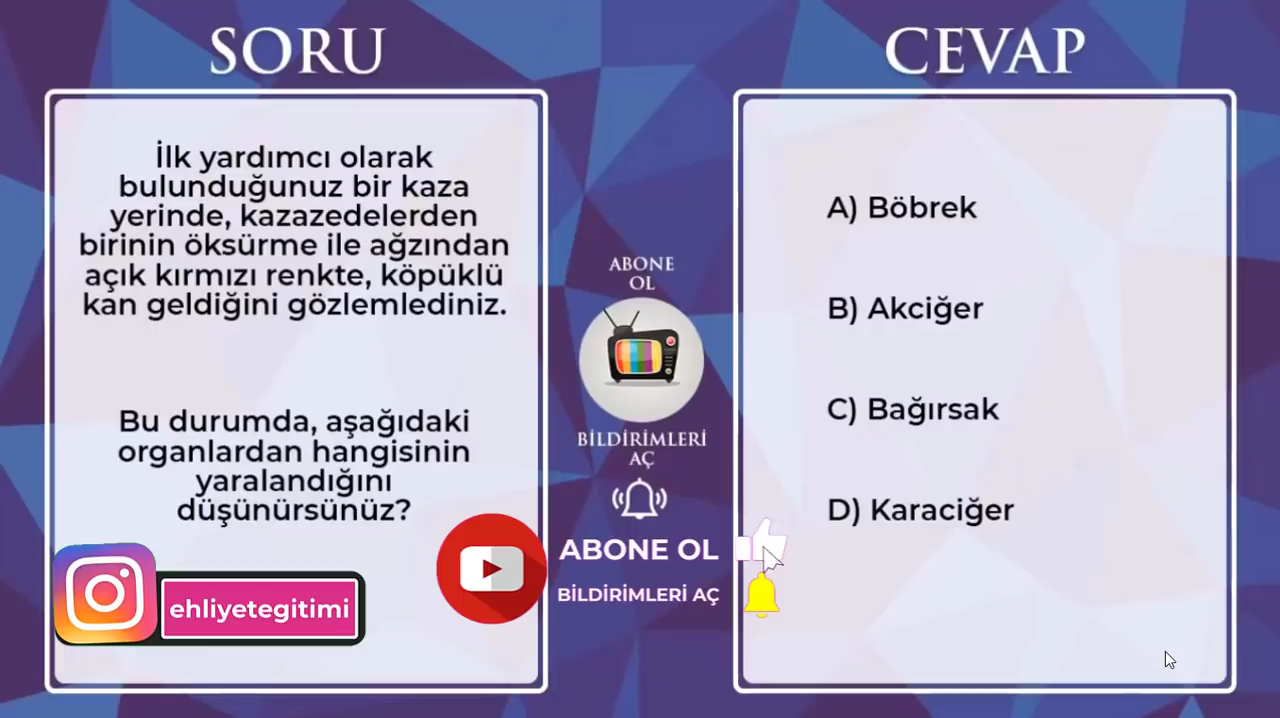 SORU
İlk yardımcı olarak
bulunduğunuz bir kaza
yerinde, kazazedelerden
birinin öksürme ile ağzından
açık kırmızı renkte, köpüklü
kan geldiğini gözlemlediniz.
Bu durumda, aşağıdaki
organlardan hangisinin
yaralandığını
düşünürsünüz?
ehliyetegitimi
ABONE
OL
BİLDİRİMLERİ
AÇ
ABONE OL
BİLDİRİMLERİ AÇ
CEVAP
A) Böbrek
B) Akciğer
C) Bağırsak
D) Karaciğer